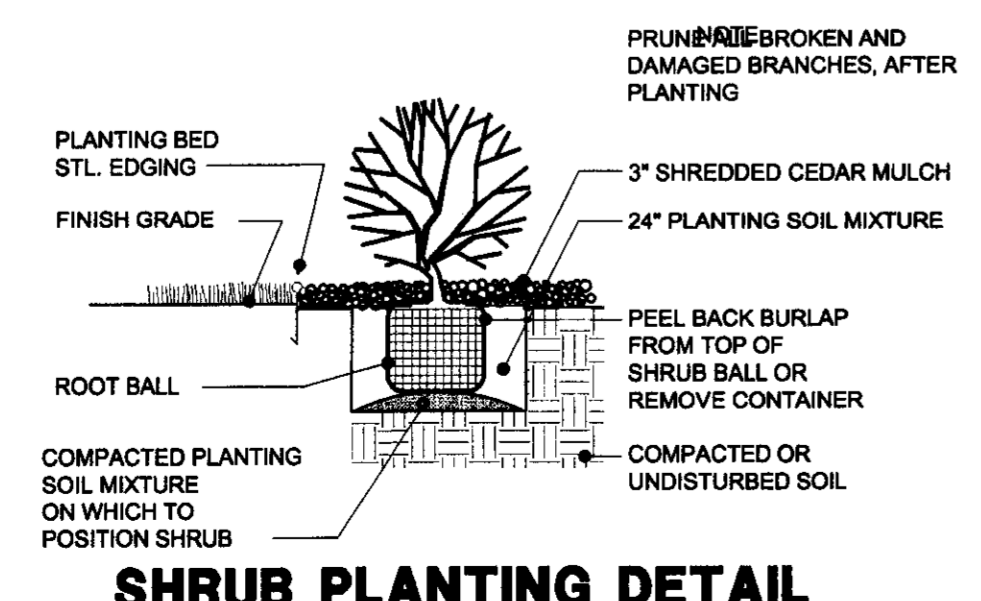 NOTE
PRUNE ALL BROKEN AND
DAMAGED BRANCHES, AFTER
PLANTING
PLANTING BED
STL. EDGING
FINISH GRADE
ROOT BALL
COMPACTED PLANTING
SOIL MIXTURE
ON WHICH TO
POSITION SHRUB
3" SHREDDED CEDAR MULCH
24" PLANTING SOIL MIXTURE
PEEL BACK BURLAP
FROM TOP OF
SHRUB BALL OR
REMOVE CONTAINER
COMPACTED OR
UNDISTURBED SOIL
SHRUB PLANTING DETAIL